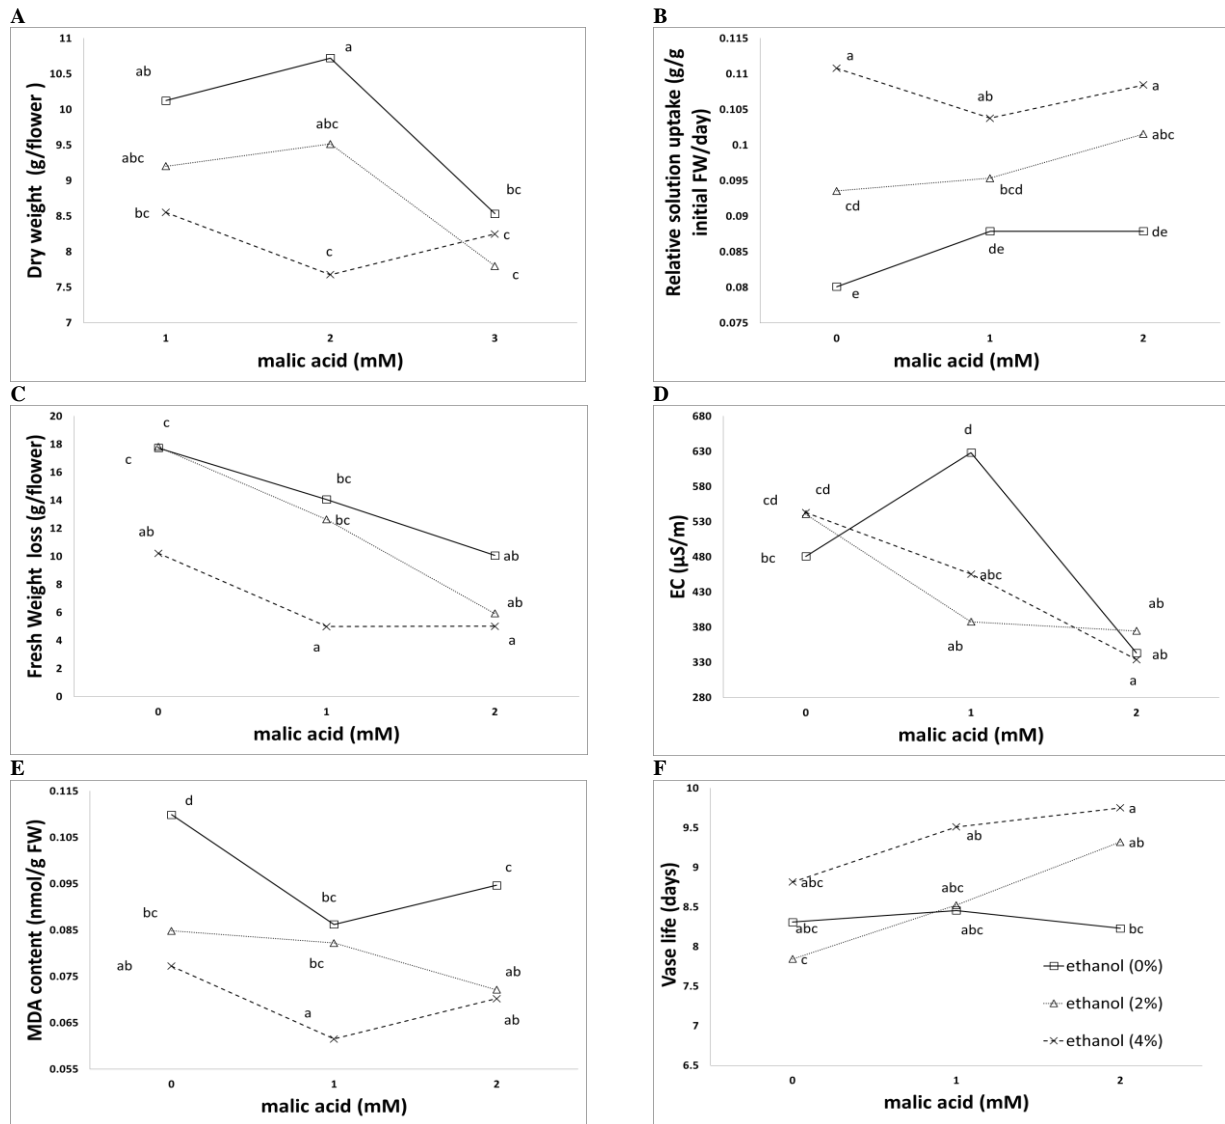 A
Dry weight (g/flower)
11
10.5
10
9.5
9
8.5
8
7.5
7
ab
a
bc
abc
abc
c
bc
c
c
1 2 3
malic acid (mM)
B
Relative solution uptake (g/g
initial FW/day)
0.115
0.11
0.105
0.1
0.095
0.09
0.085
0.08
0.075
a
ab
a
cd
bcd
abc
e
de
de
0 1 2
malic acid (mM)
C
Fresh Weight loss (g/flower)
20
18
16
14
12
10
8
6
4
2
0
c
c
bc
bc
ab
ab
ab
a
a
0 1 2
malic acid (mM)
D
EC (µS/m)
680
630
580
530
480
430
380
330
280
d
cd
cd
bc
abc
ab
ab
ab
a
0 1 2
malic acid (mM)
E
MDA content (nmol/g FW)
0.115
0.105
0.095
0.085
0.075
0.065
0.055
d
bc
c
bc
bc
ab
ab
a
ab
0 1 2
malic acid (mM)
F
Vase life (days)
10
9.5
9
8.5
8
7.5
7
6.5
abc
ab
a
abc
abc
bc
c
abc
ab
ethanol (0%)
ethanol (2%)
ethanol (4%)
0 1 2
malic acid (mM)